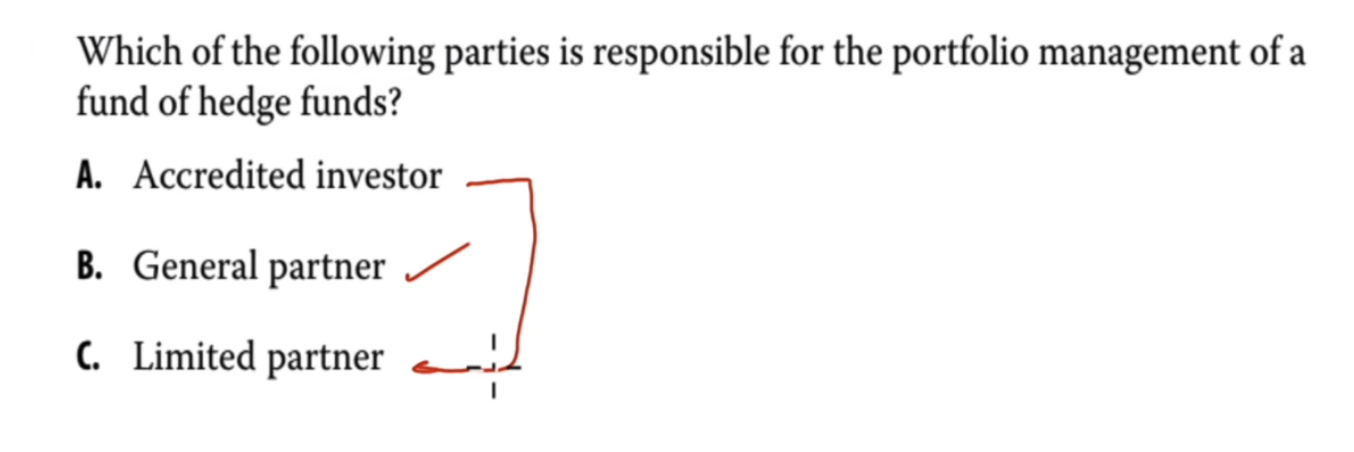 Which of the following parties is responsible for the portfolio management of a
fund of hedge funds?
A. Accredited investor
B. General partner
C. Limited partner